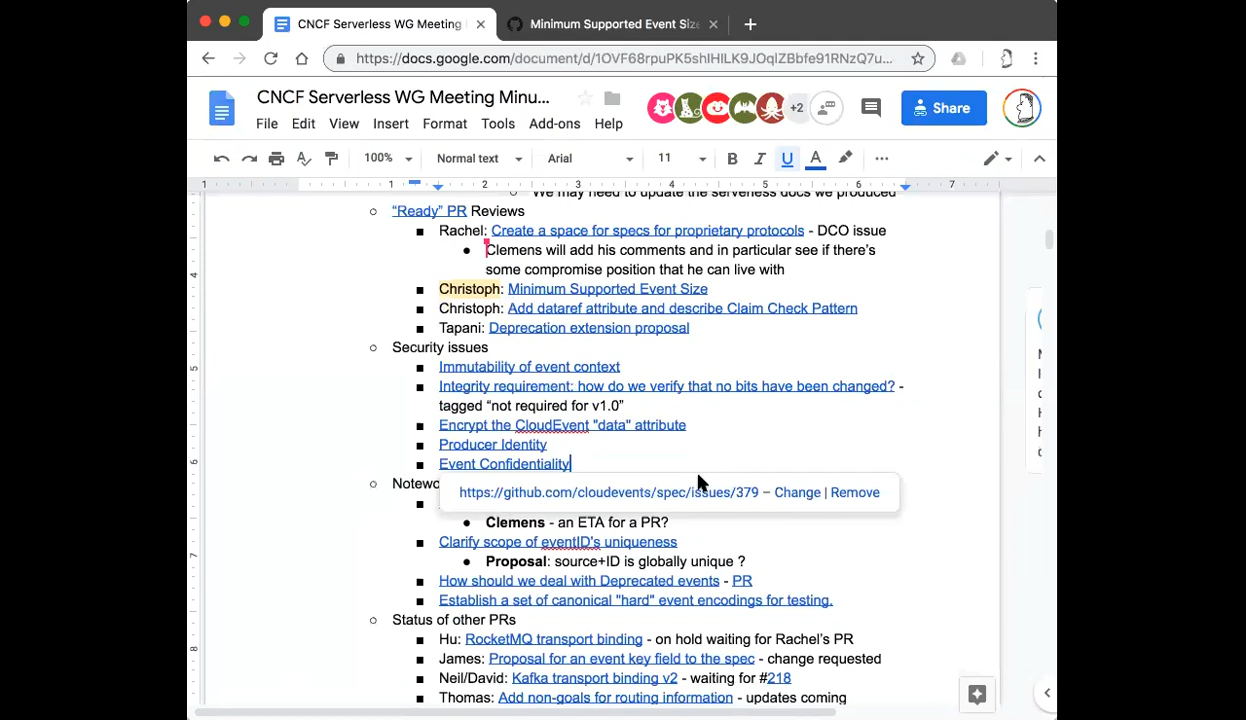 CNCF Serverless WG Meeting
Minimum Supported Event Size
https://docs.google.com/document/d/1OVF68rpuPK5shIHILK9JOqlZBbfe91RNzQ7u...
CNCF Serverless WG Meeting Minu...
+2
Share
File Edit View Insert Format Tools Add-ons Help
100% Normal text Arial 11 B I U A
1 1 2 3 4 5 6 7
We may need to update the serverless docs we produced
“Ready” PR Reviews
Rachel: Create a space for specs for proprietary protocols - DCO issue
Clemens will add his comments and in particular see if there’s
some compromise position that he can live with
Christoph: Minimum Supported Event Size
Christoph: Add dataref attribute and describe Claim Check Pattern
Tapani: Deprecation extension proposal
Security issues
Immutability of event context
Integrity requirement: how do we verify that no bits have been changed? -
tagged “not required for v1.0”
Encrypt the CloudEvent "data" attribute
Producer Identity
Event Confidentiality
Notewo
https://github.com/cloudevents/spec/issues/379 – Change | Remove
Clemens - an ETA for a PR?
Clarify scope of eventID's uniqueness
Proposal: source+ID is globally unique ?
How should we deal with Deprecated events - PR
Establish a set of canonical "hard" event encodings for testing.
Status of other PRs
Hu: RocketMQ transport binding - on hold waiting for Rachel’s PR
James: Proposal for an event key field to the spec - change requested
Neil/David: Kafka transport binding v2 - waiting for #218
Thomas: Add non-goals for routing information - updates coming
4
5
6
7
8